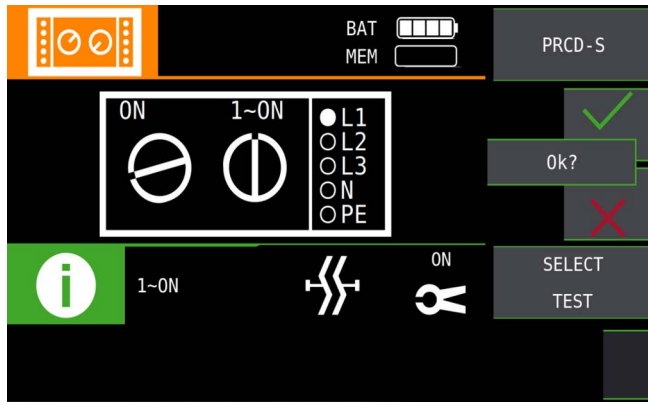 BAT
MEM
PRCD-S
ON 1~ON
L1
L2
L3
N
PE
Ok?
i
1~ON
ON
SELECT
TEST